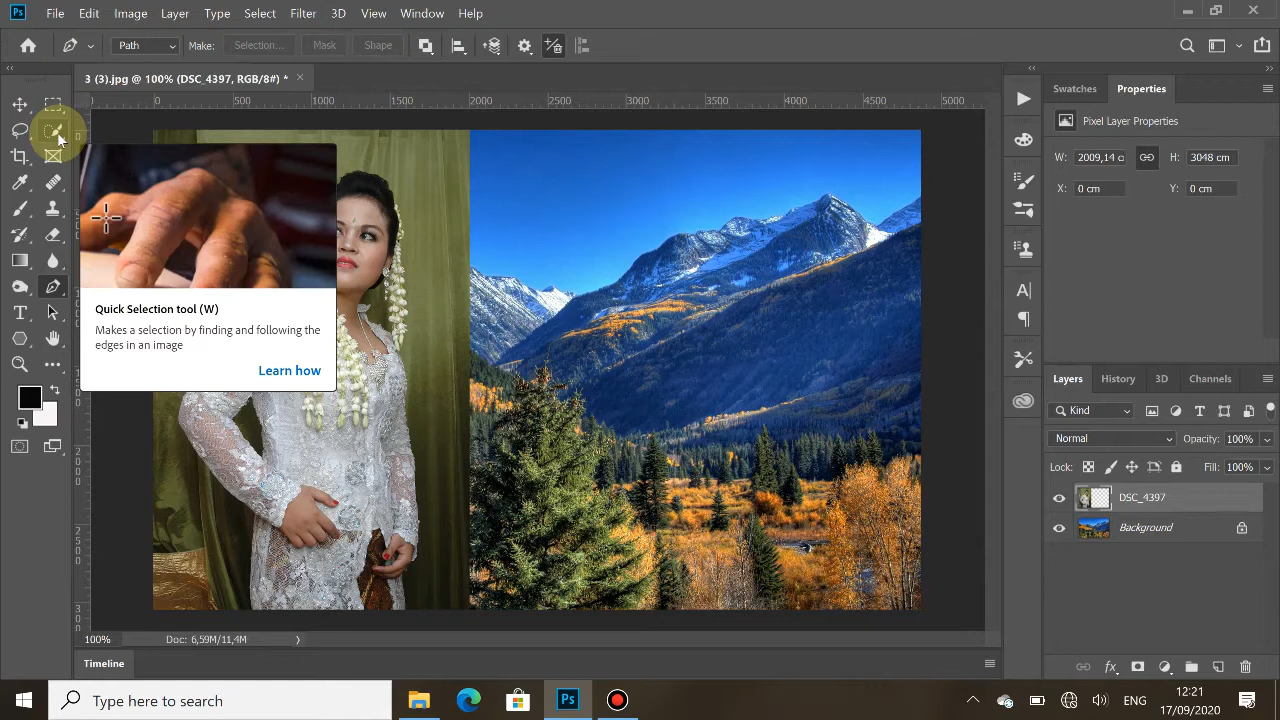 Ps File Edit Image Layer Type Select Filter 3D View Window Help
Path Make: Selection... Mask Shape
3 (3).jpg @ 100% (DSC_4397, RGB/8#) *
0 500 1000 1500 2000 2500 3000 3500 4000 4500 5000
Swatches Properties
Pixel Layer Properties
W: 2009,14 c H: 3048 cm
X: 0 cm Y: 0 cm
Quick Selection tool (W)
Makes a selection by finding and following the
edges in an image
Learn how
Layers History 3D Channels
Kind
Normal Opacity: 100%
Lock: Fill: 100%
DSC_4397
Background
100% Doc: 6,59M/11,4M
Timeline
Type here to search
Ps
ENG
12:21
17/09/2020